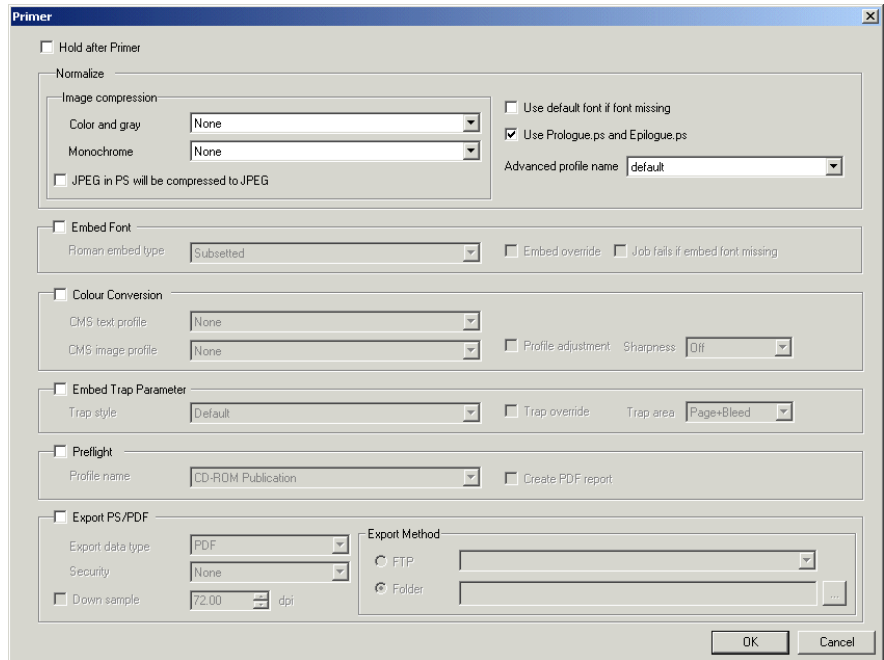 Primer
Hold after Primer
Normalize
Image compression
Color and gray None
Monochrome None
JPEG in PS will be compressed to JPEG
Use default font if font missing
Use Prologue.ps and Epilogue.ps
Advanced profile name default
Embed Font
Roman embed type Subsetted Embed override Job fails if embed font missing
Colour Conversion
CMS text profile None
CMS image profile None Profile adjustment Sharpness Off
Embed Trap Parameter
Trap style Default Trap override Trap area Page+Bleed
Preflight
Profile name CD-ROM Publication Create PDF report
Export PS/PDF
Export data type PDF
Security None
Down sample 72.00 dpi
Export Method
FTP
Folder ...
OK Cancel